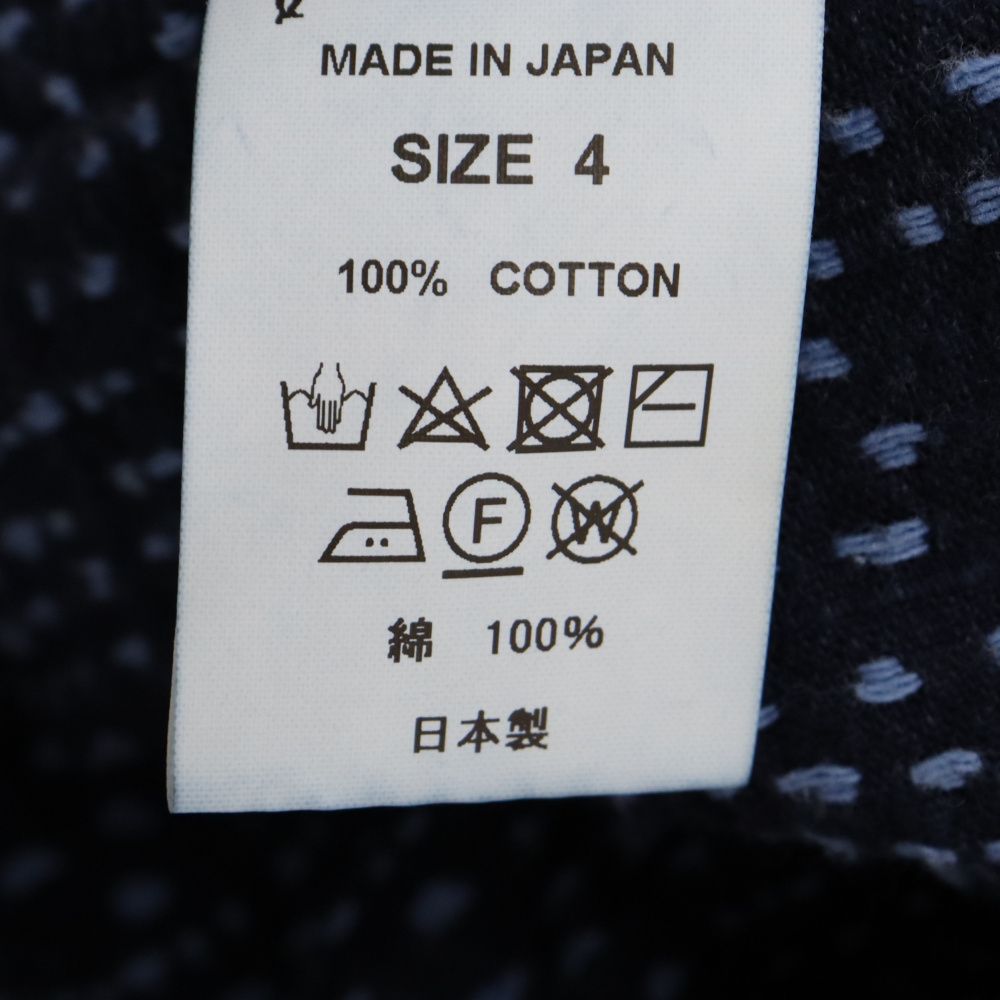 MADE IN JAPAN
SIZE 4
100% COTTON
F W
綿 100%
日本製